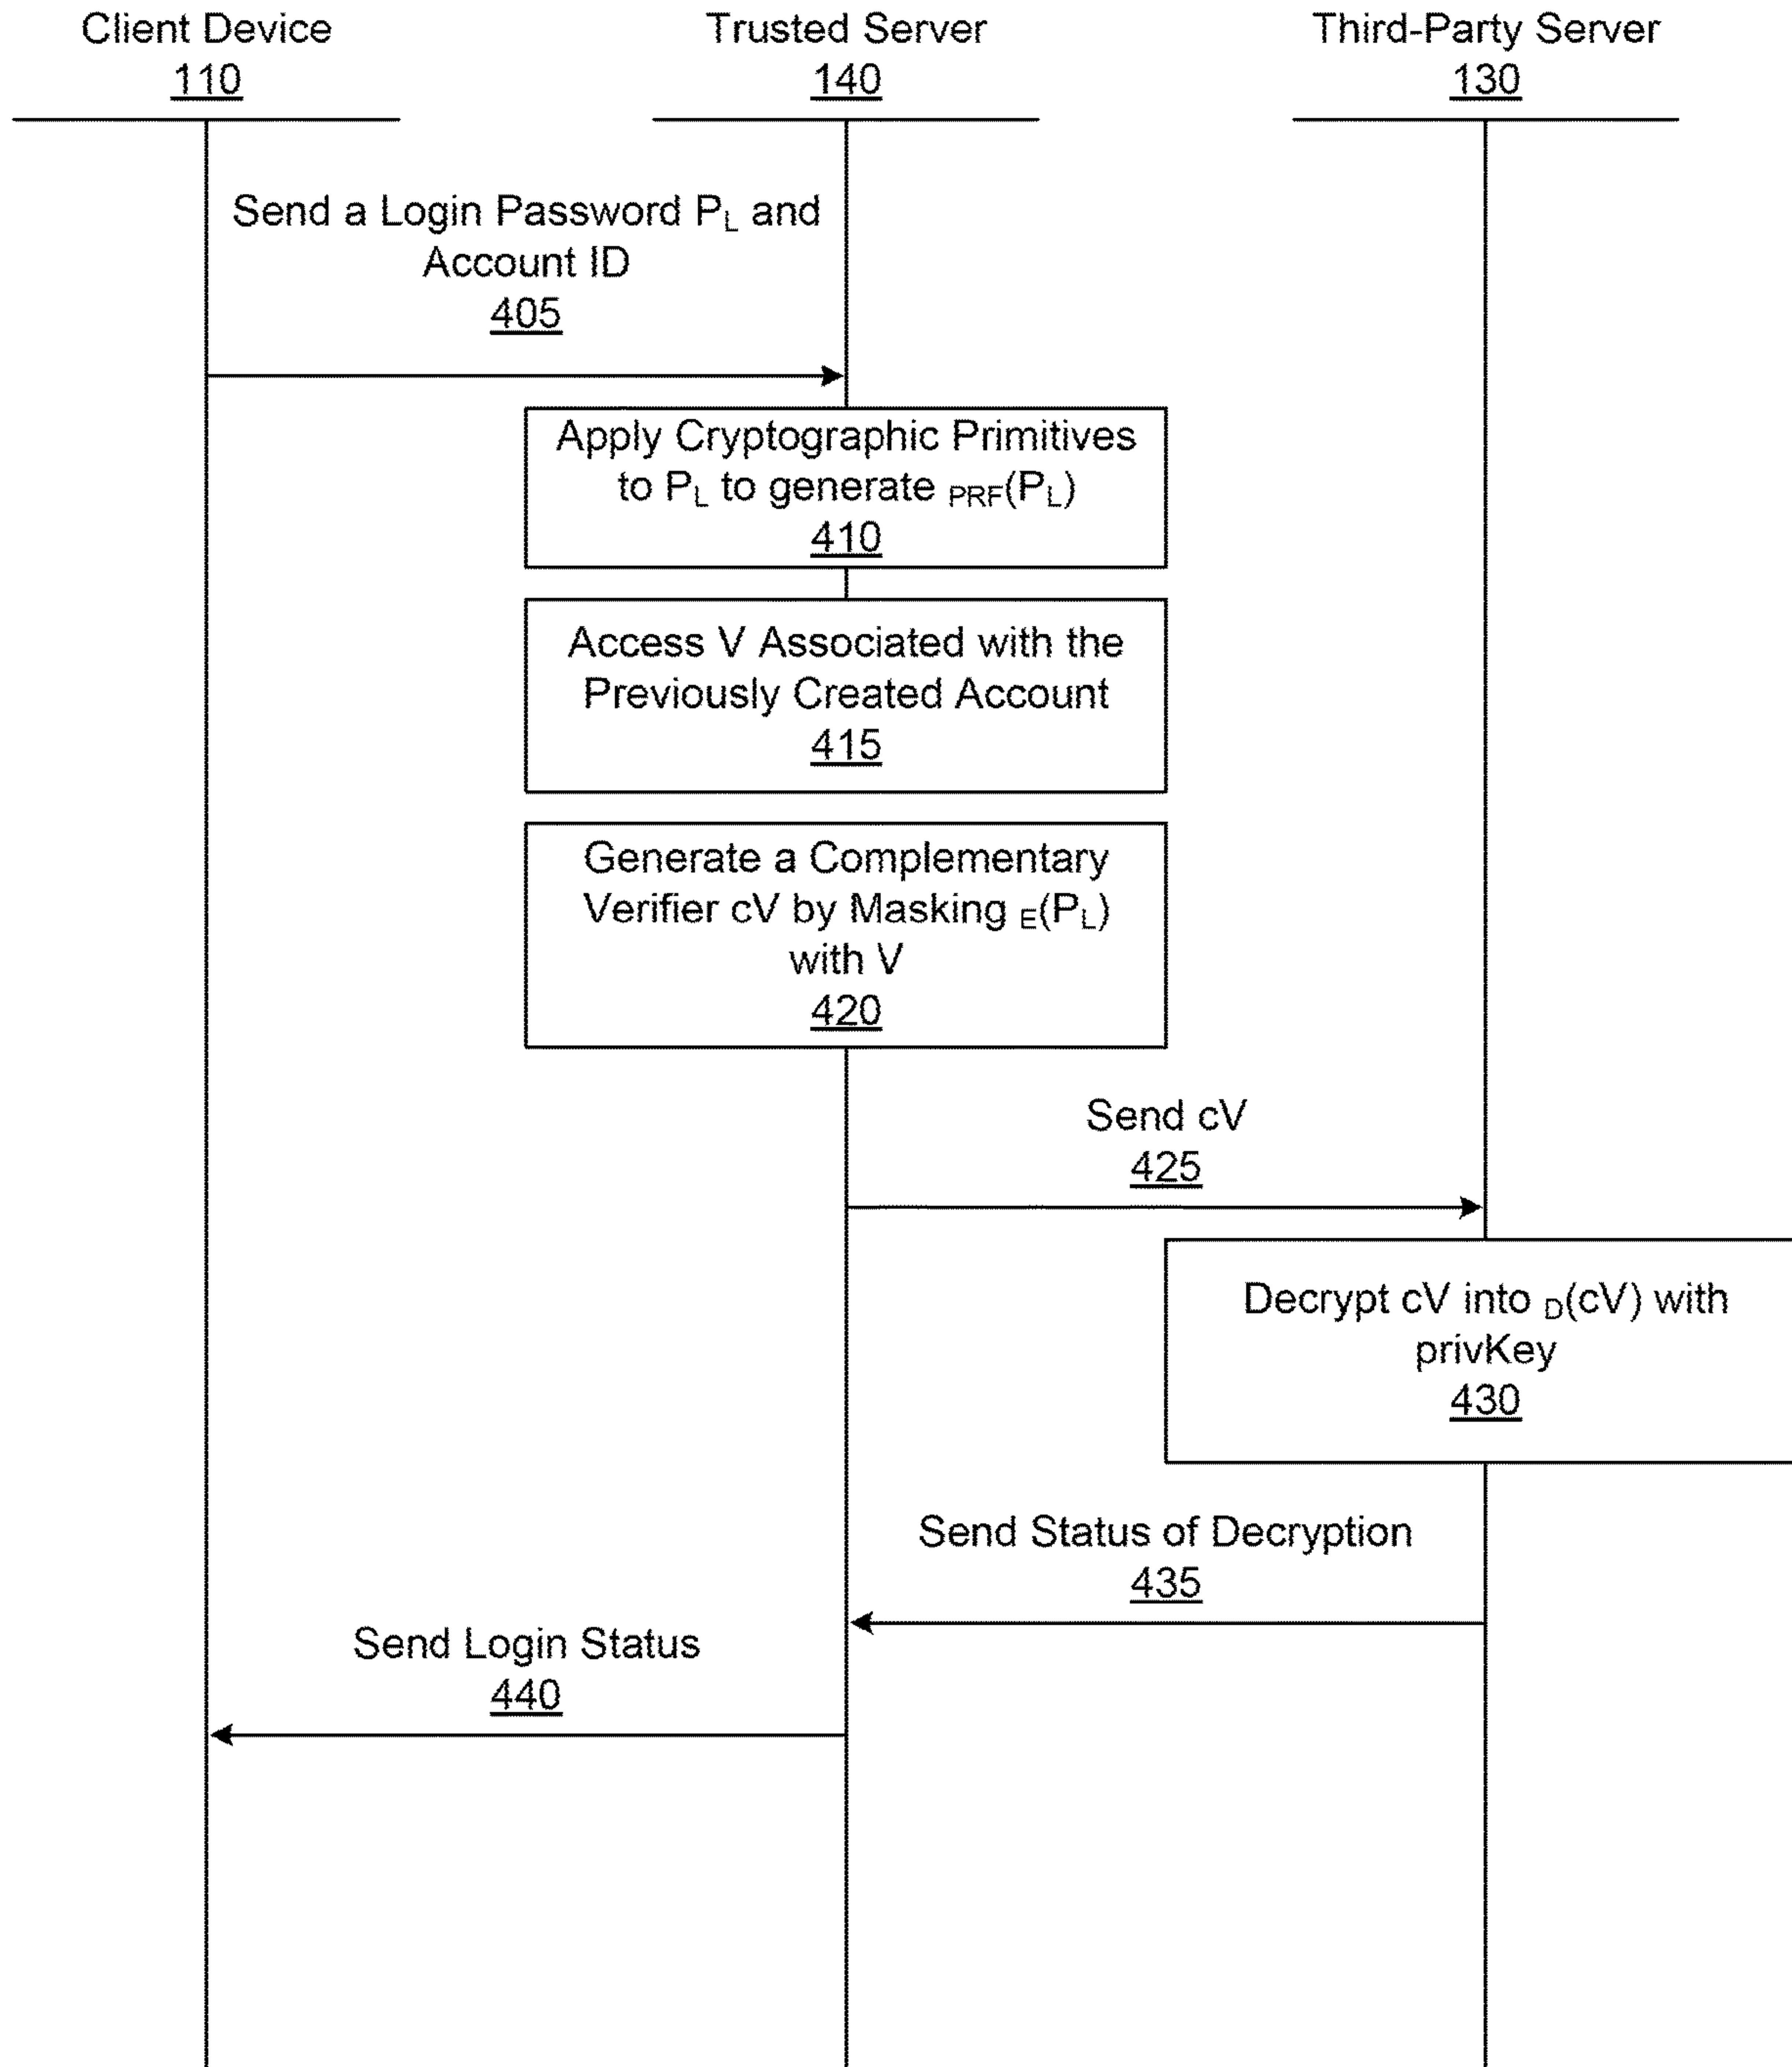 Client Device
110
Trusted Server
140
Third-Party Server
130
Send a Login Password PL and
Account ID
405
Apply Cryptographic Primitives
to PL to generate PRF(PL)
410
Access V Associated with the
Previously Created Account
415
Generate a Complementary
Verifier cV by Masking E(PL)
with V
420
Send cV
425
Decrypt cV into D(cV) with
privKey
430
Send Status of Decryption
435
Send Login Status
440